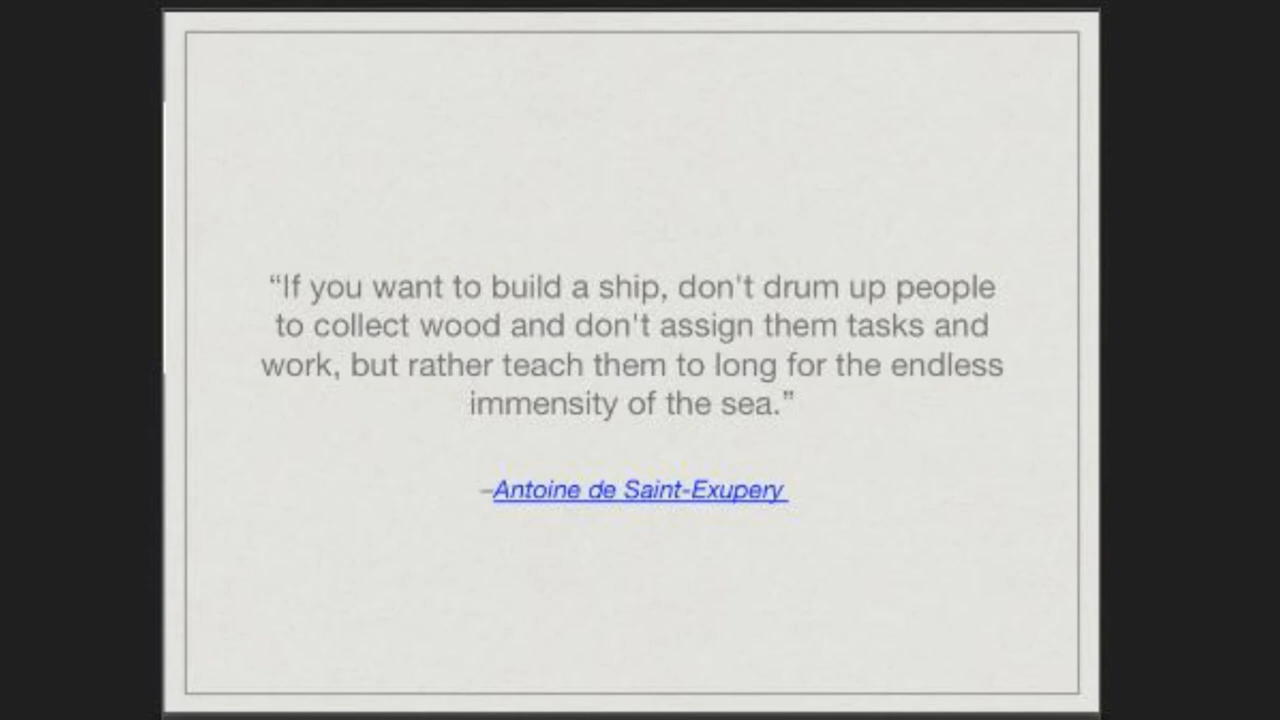 “If you want to build a ship, don't drum up people
to collect wood and don't assign them tasks and
work, but rather teach them to long for the endless
immensity of the sea.”
–Antoine de Saint-Exupery